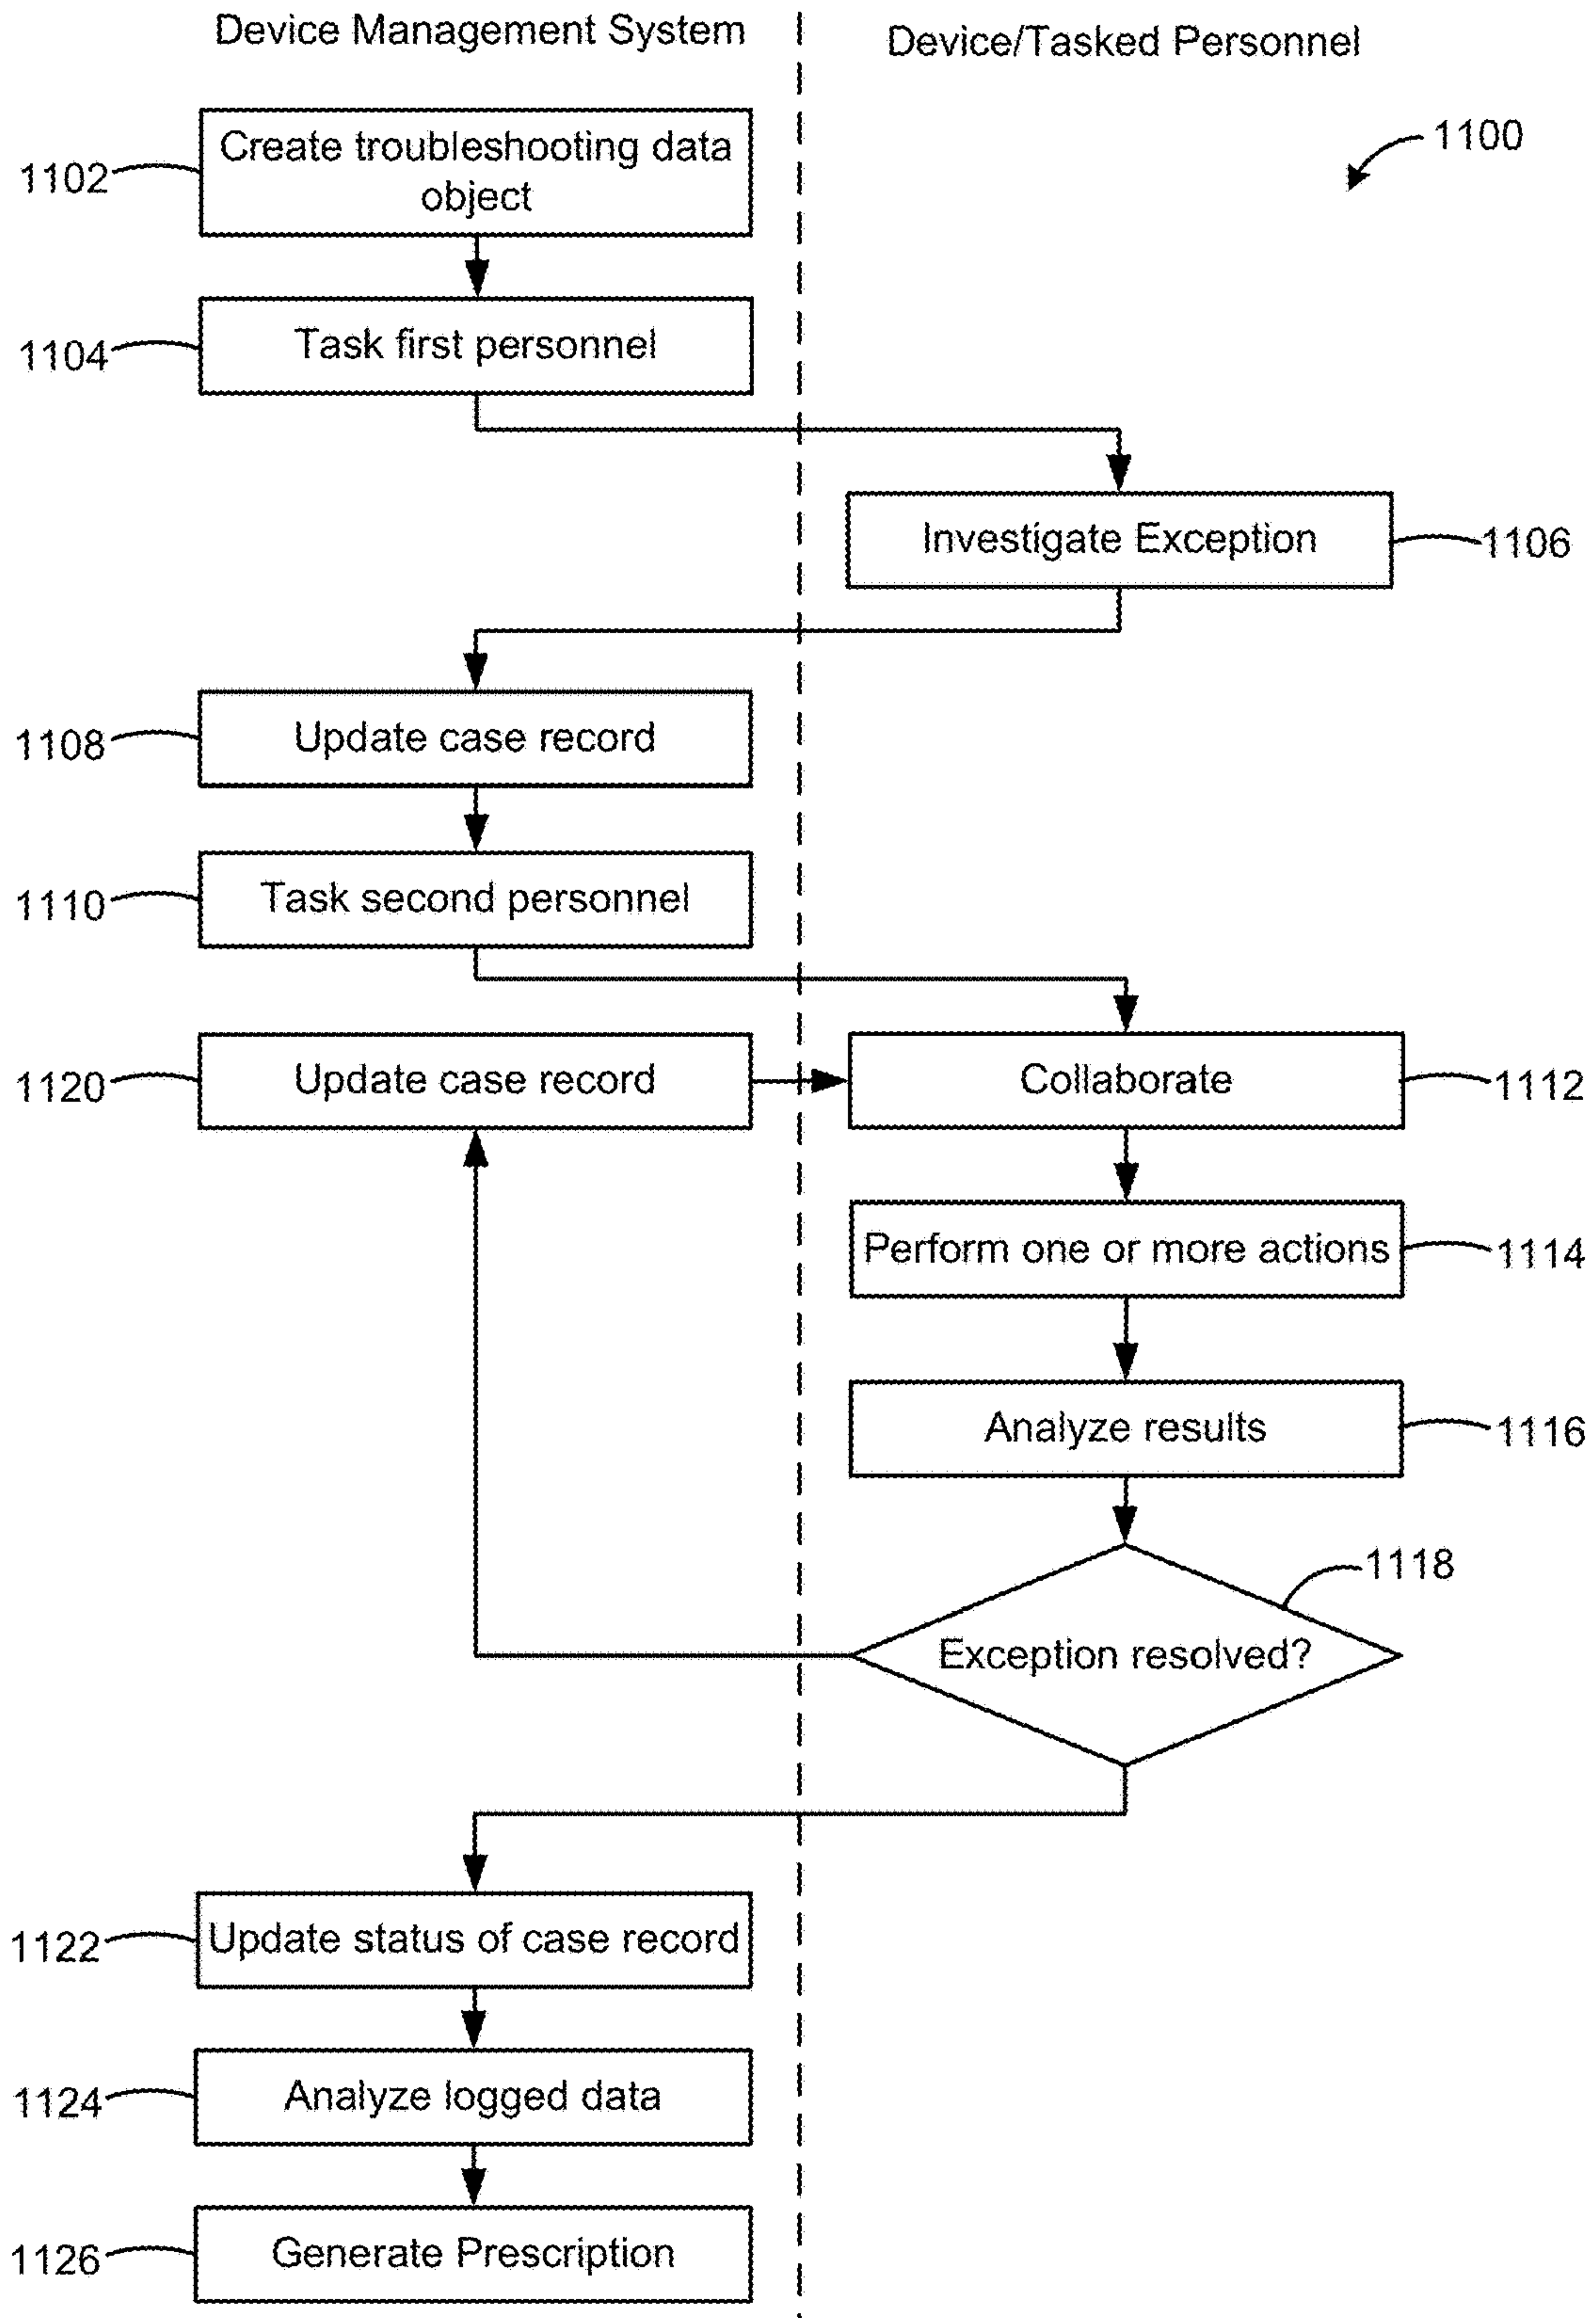 Device Management System
Device/Tasked Personnel
1100
Create troubleshooting data
object
1102
Task first personnel
1104
Investigate Exception
1106
Update case record
1108
Task second personnel
1110
Update case record
1120
Collaborate
1112
Perform one or more actions
1114
Analyze results
1116
1118
Exception resolved?
Update status of case record
1122
Analyze logged data
1124
Generate Prescription
1126